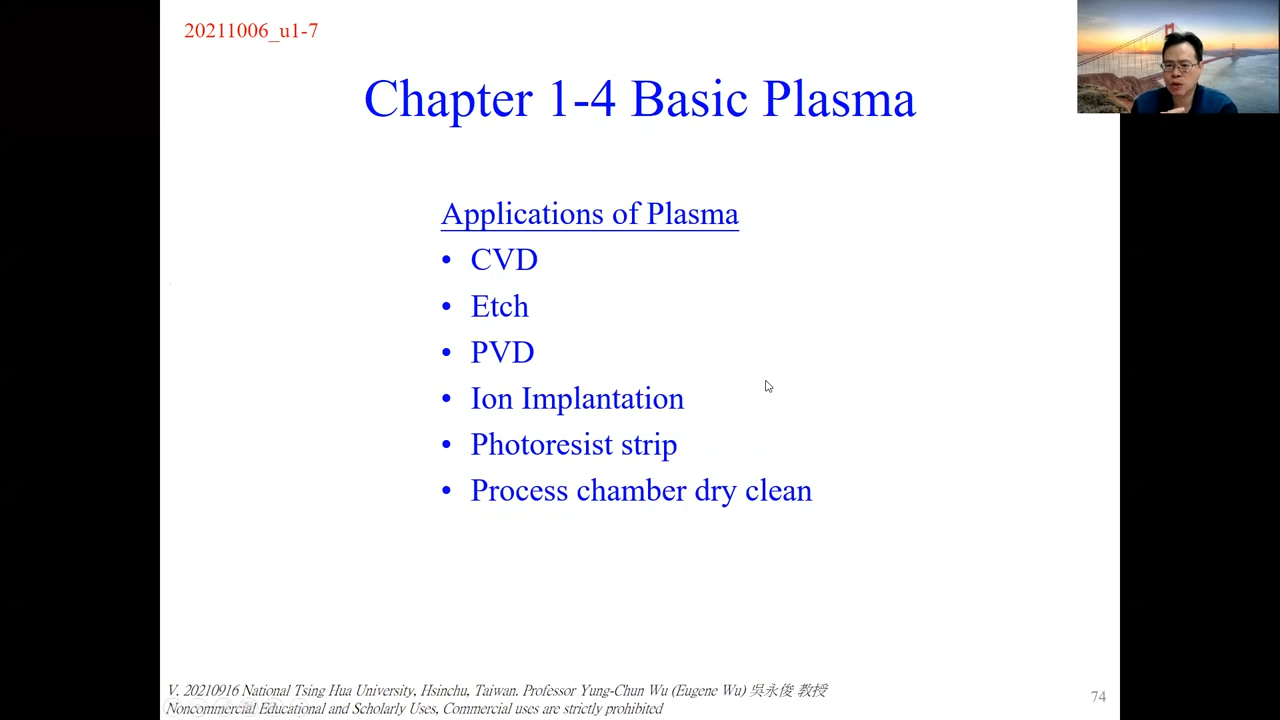 20211006_u1-7
Chapter 1-4 Basic Plasma
Applications of Plasma
• CVD
• Etch
• PVD
• Ion Implantation
• Photoresist strip
• Process chamber dry clean
V. 20210916 National Tsing Hua University, Hsinchu, Taiwan. Professor Yung-Chun Wu (Eugene Wu) 吳永俊 教授
Noncommercial Educational and Scholarly Uses, Commercial uses are strictly prohibited
74